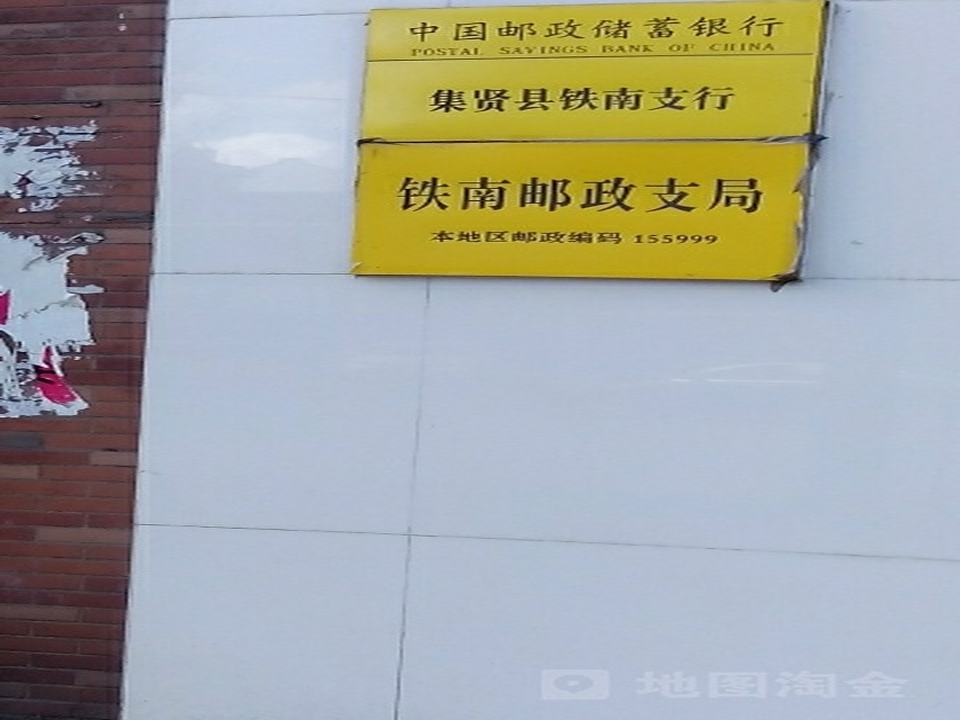 中国邮政储蓄银行
POSTAL SAVINGS BANK OF CHINA
集贤县铁南支行
铁南邮政支局
本地区邮政编码 155999
地图淘金